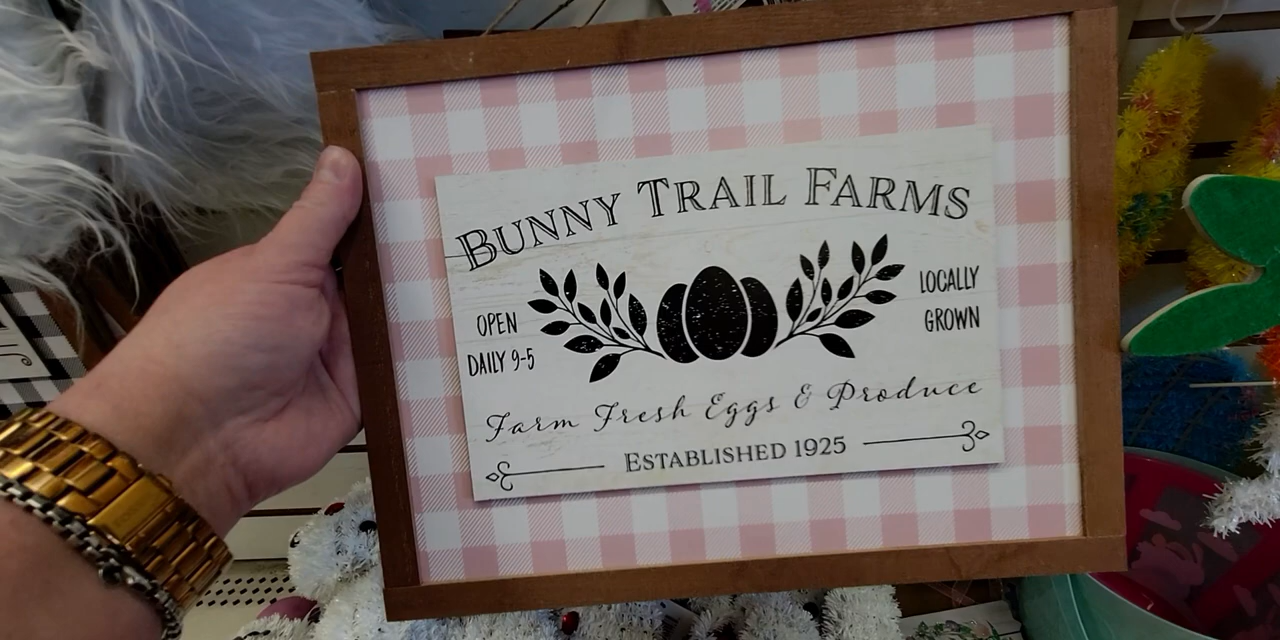 BUNNY TRAIL FARMS
OPEN
DAILY 9-5
LOCALLY
GROWN
Farm Fresh Eggs & Produce
ESTABLISHED 1925